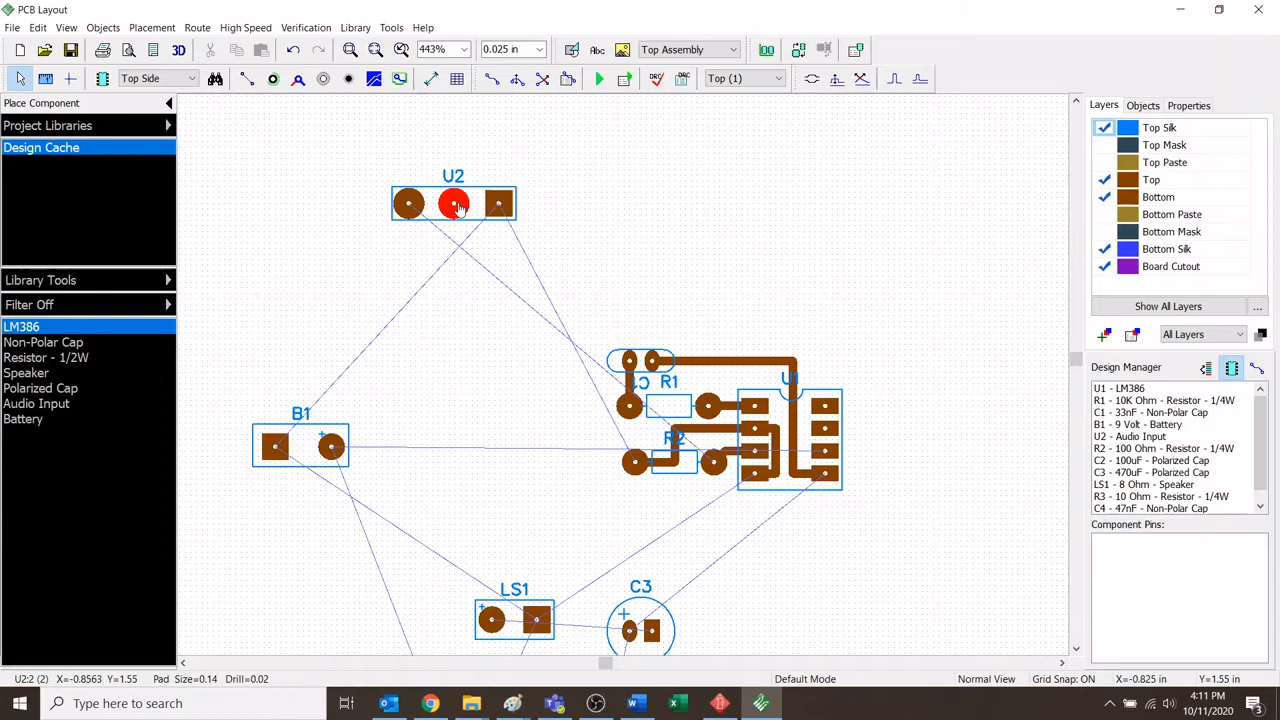 PCB Layout
File Edit View Objects Placement Route High Speed Verification Library Tools Help
3D 443% 0.025 in Abc Top Assembly
Top Side DRC Top (1)
Place Component
Project Libraries
Design Cache
Library Tools
Filter Off
LM386
Non-Polar Cap
Resistor - 1/2W
Speaker
Polarized Cap
Audio Input
Battery
U2
B1
+
R1
C1
U1
R2
LS1
+
C3
+
Layers Objects Properties
Top Silk
Top Mask
Top Paste
Top
Bottom
Bottom Paste
Bottom Mask
Bottom Silk
Board Cutout
Show All Layers ...
All Layers
Design Manager
U1 - LM386
R1 - 10K Ohm - Resistor - 1/4W
C1 - 33nF - Non-Polar Cap
B1 - 9 Volt - Battery
U2 - Audio Input
R2 - 100 Ohm - Resistor - 1/4W
C2 - 100uF - Polarized Cap
C3 - 470uF - Polarized Cap
LS1 - 8 Ohm - Speaker
R3 - 10 Ohm - Resistor - 1/4W
C4 - 47nF - Non-Polar Cap
Component Pins:
U2:2 (2) X=-0.8563 Y=1.55 Pad Size=0.14 Drill=0.02 Default Mode Normal View Grid Snap: ON X=-0.825 in Y=1.55 in
Type here to search
4:11 PM
10/11/2020
3